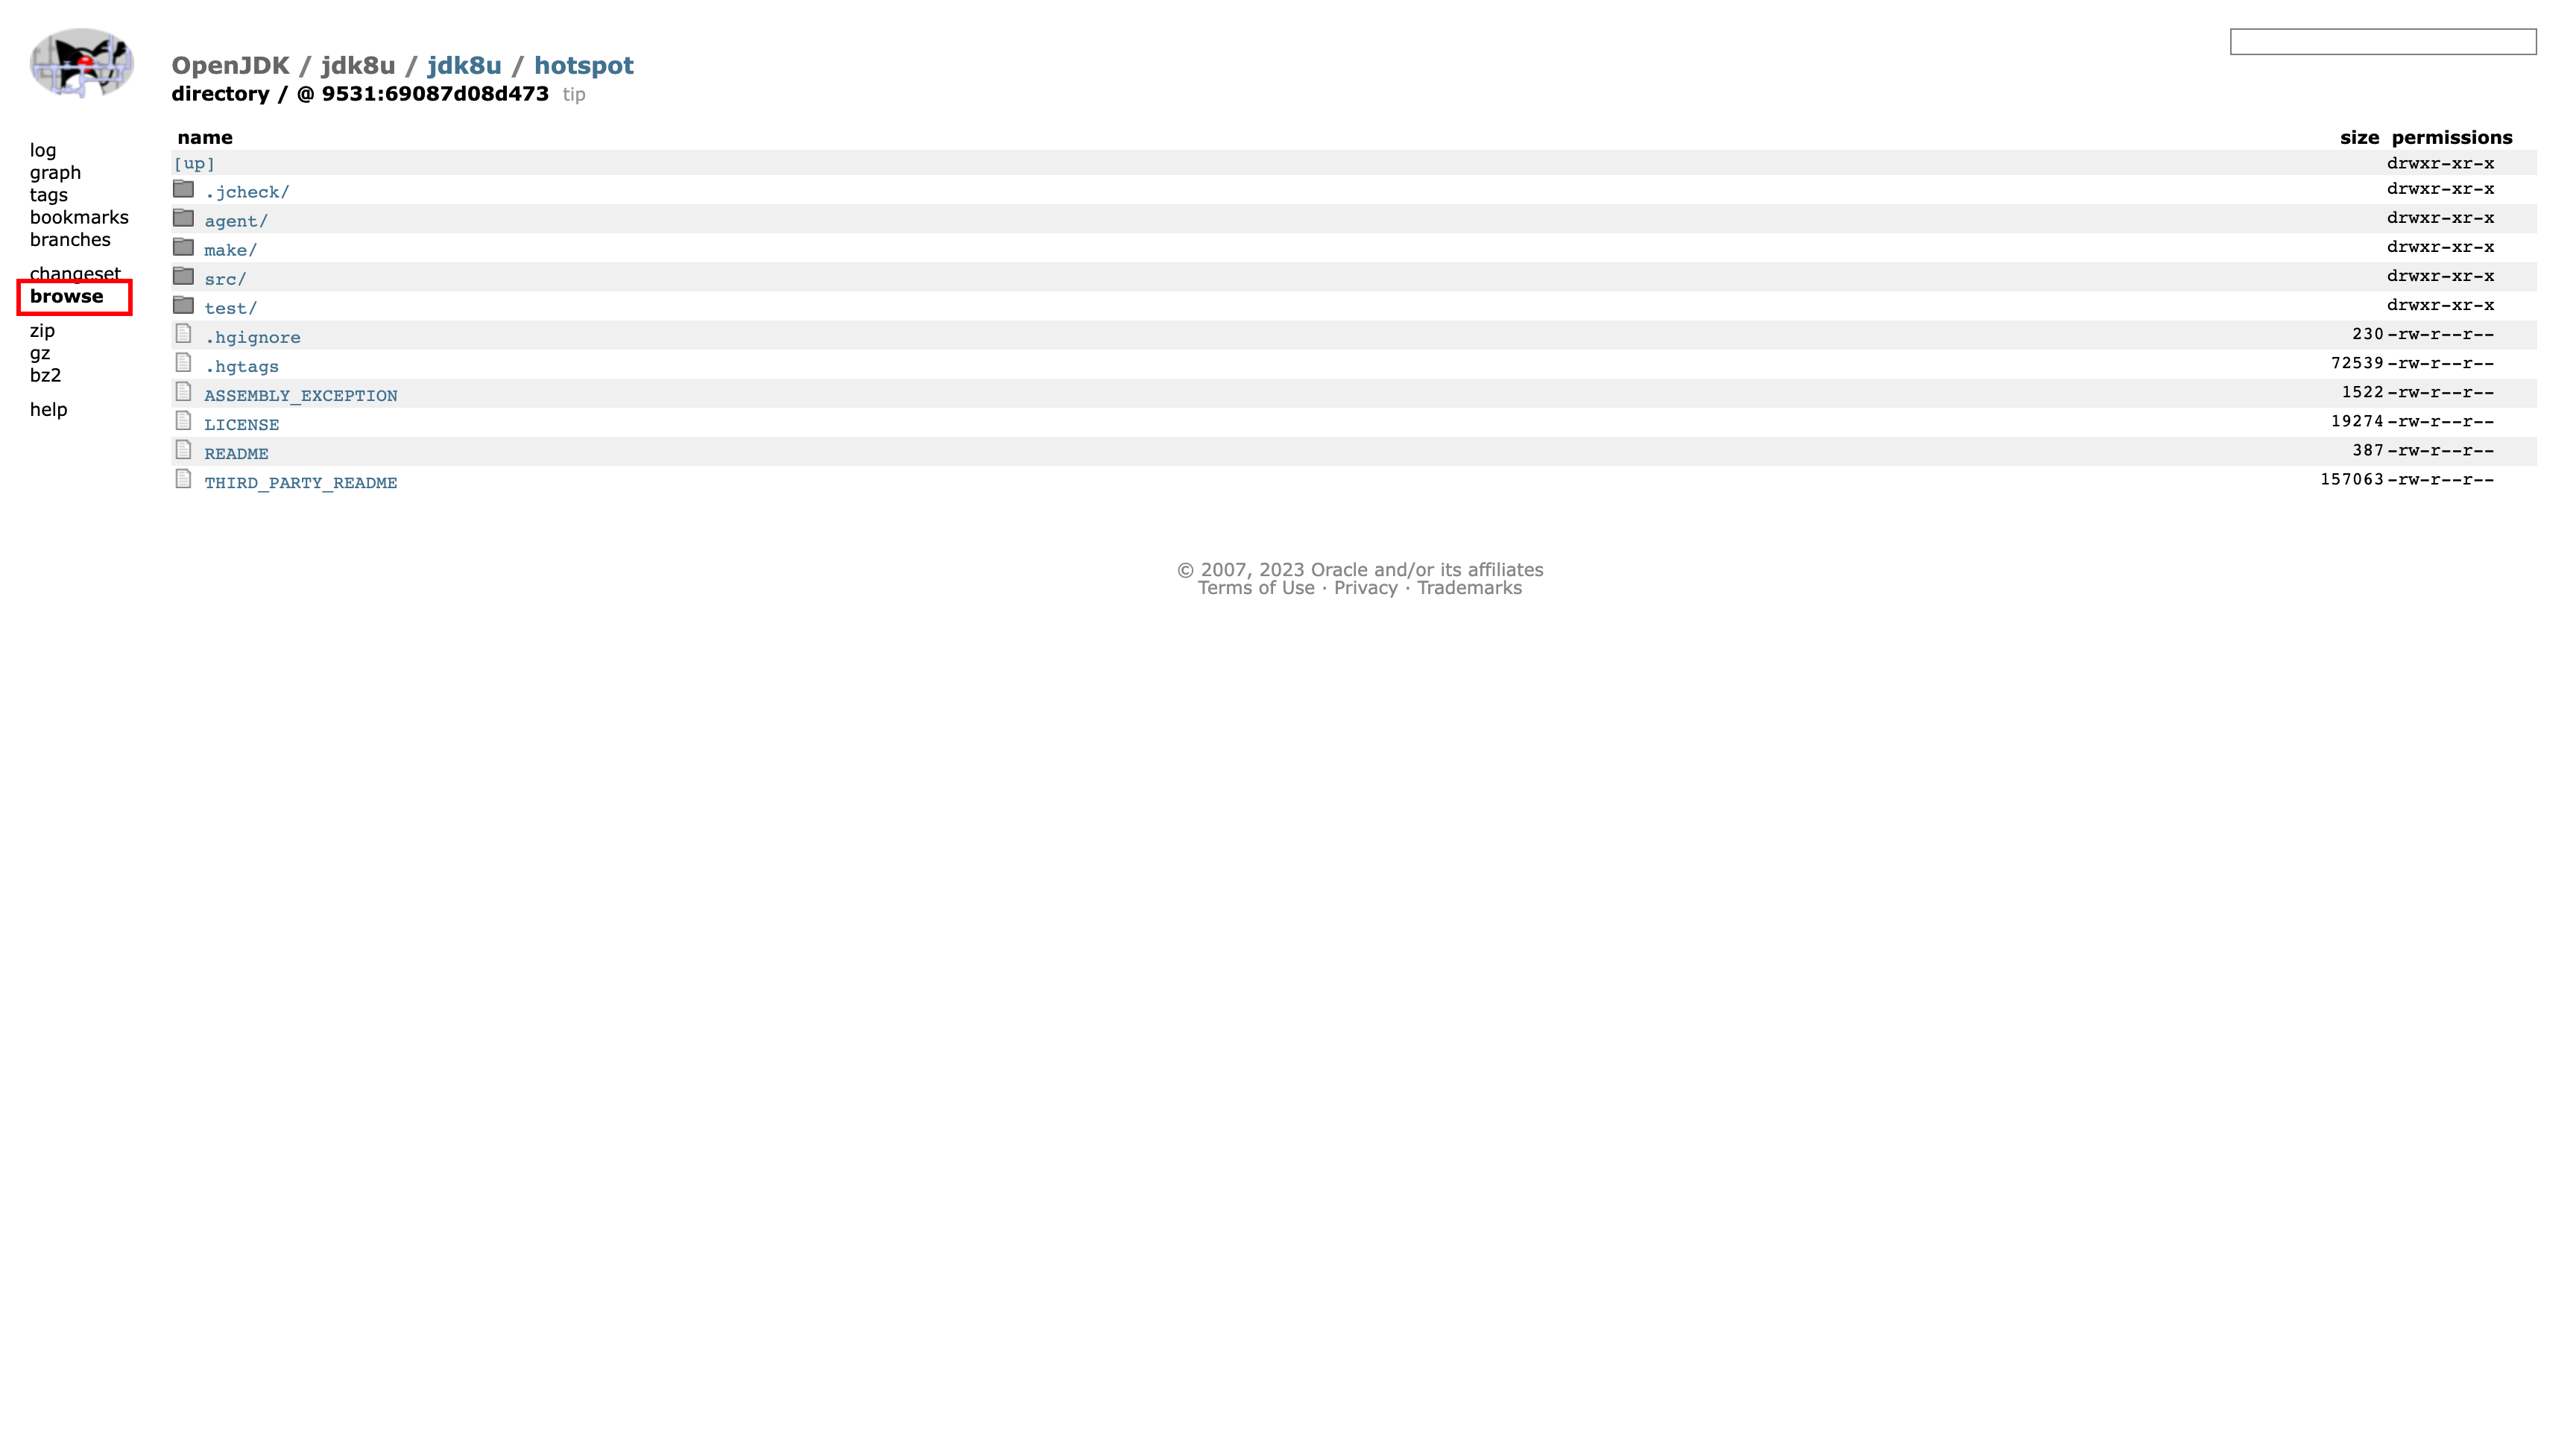 OpenJDK / jdk8u / jdk8u / hotspot
directory / @ 9531:69087d08d473 tip
log
graph
tags
bookmarks
branches
changeset
browse
zip
gz
bz2
help
name size permissions
[up] drwxr-xr-x
.jcheck/ drwxr-xr-x
agent/ drwxr-xr-x
make/ drwxr-xr-x
src/ drwxr-xr-x
test/ drwxr-xr-x
.hgignore 230 -rw-r--r--
.hgtags 72539 -rw-r--r--
ASSEMBLY_EXCEPTION 1522 -rw-r--r--
LICENSE 19274 -rw-r--r--
README 387 -rw-r--r--
THIRD_PARTY_README 157063 -rw-r--r--
© 2007, 2023 Oracle and/or its affiliates
Terms of Use · Privacy · Trademarks